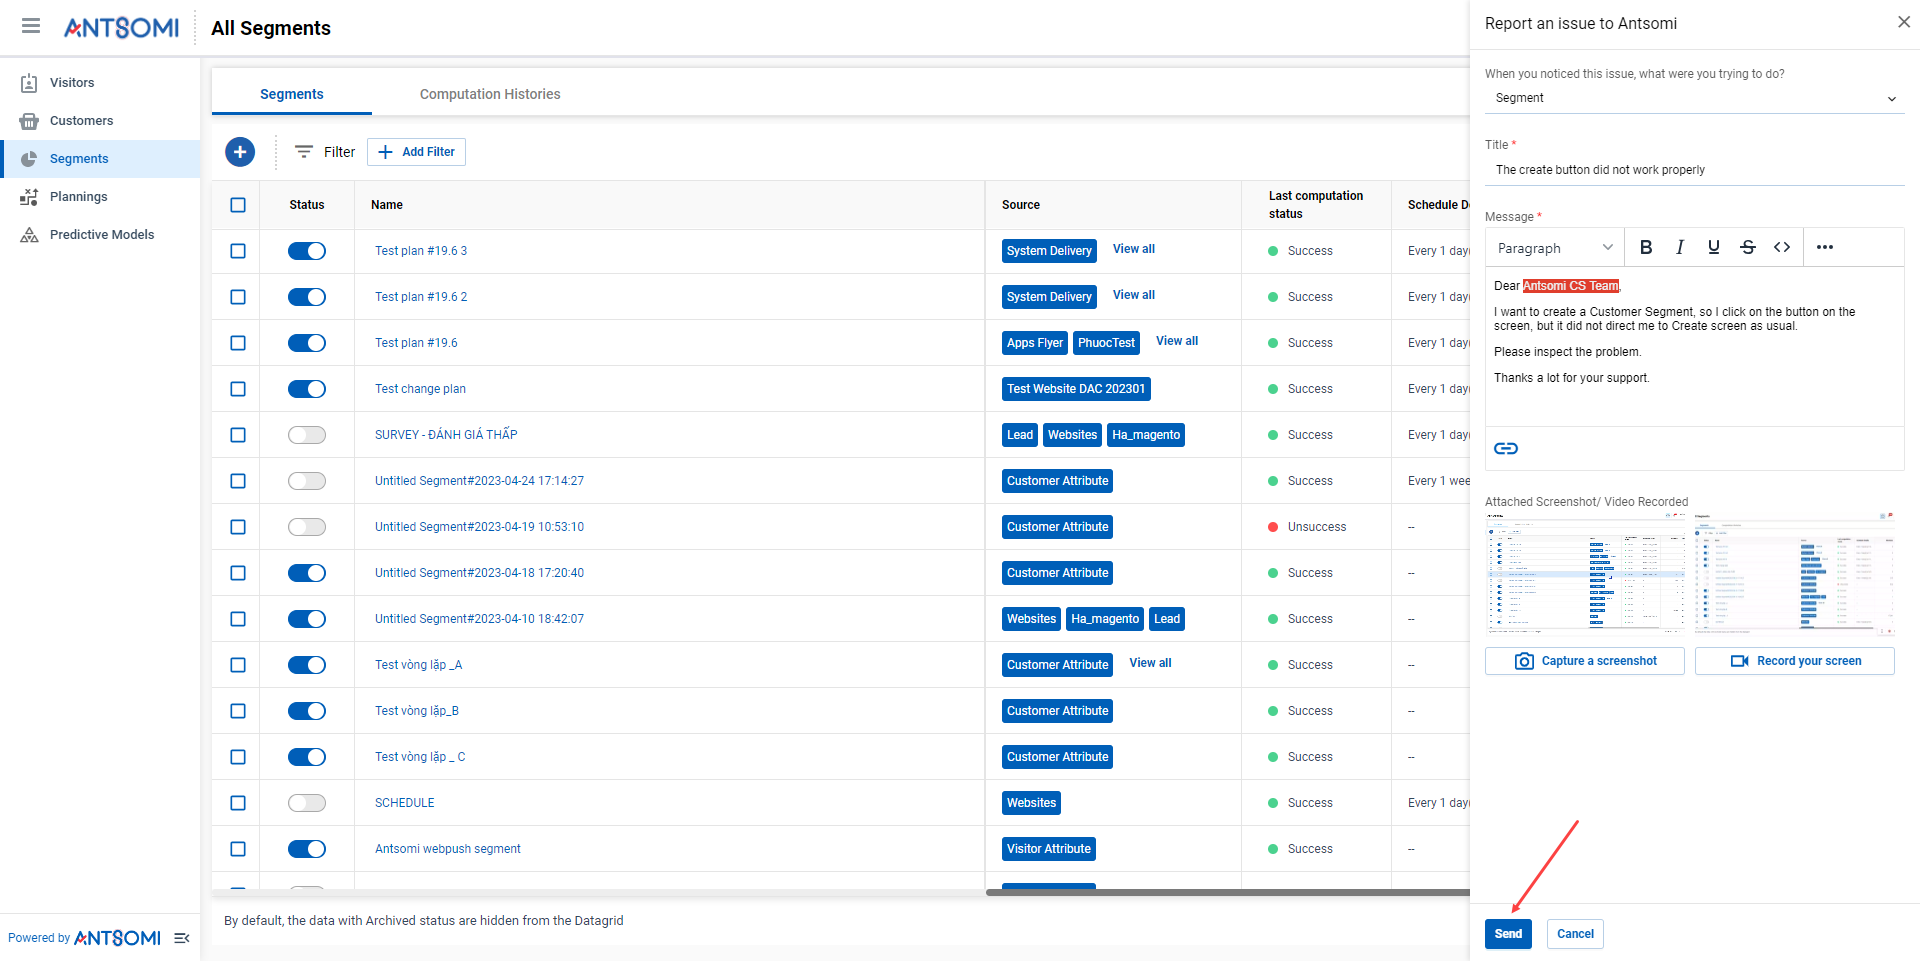 ANTSOMI
All Segments
Visitors
Customers
Segments
Plannings
Predictive Models
Powered by ANTSOMI
Segments
Computation Histories
Filter
Add Filter
Status
Name
Source
Last computation
status
Schedule D
Test plan #19.6 3
System Delivery
View all
Success
Every 1 day
Test plan #19.6 2
System Delivery
View all
Success
Every 1 day
Test plan #19.6
Apps Flyer
PhuocTest
View all
Success
Every 1 day
Test change plan
Test Website DAC 202301
Success
Every 1 day
SURVEY - ĐÁNH GIÁ THẤP
Lead
Websites
Ha_magento
Success
Every 1 day
Untitled Segment#2023-04-24 17:14:27
Customer Attribute
Success
Every 1 wee
Untitled Segment#2023-04-19 10:53:10
Customer Attribute
Unsuccess
--
Untitled Segment#2023-04-18 17:20:40
Customer Attribute
Success
--
Untitled Segment#2023-04-10 18:42:07
Websites
Ha_magento
Lead
Success
--
Test vòng lặp _A
Customer Attribute
View all
Success
--
Test vòng lặp_B
Customer Attribute
Success
--
Test vòng lặp _ C
Customer Attribute
Success
--
SCHEDULE
Websites
Success
Every 1 day
Antsomi webpush segment
Visitor Attribute
Success
--
By default, the data with Archived status are hidden from the Datagrid
Report an issue to Antsomi
When you noticed this issue, what were you trying to do?
Segment
Title *
The create button did not work properly
Message *
Paragraph
B I U S <> •••
Dear Antsomi CS Team,
I want to create a Customer Segment, so I click on the button on the
screen, but it did not direct me to Create screen as usual.
Please inspect the problem.
Thanks a lot for your support.
Attached Screenshot/ Video Recorded
Capture a screenshot
Record your screen
Send
Cancel